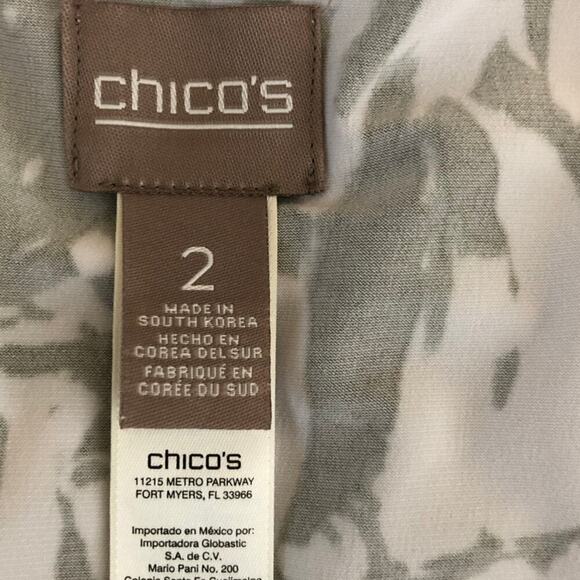 chico's
2
MADE IN
SOUTH KOREA
HECHO EN
COREA DEL SUR
FABRIQUÉ EN
CORÉE DU SUD
chico's
11215 METRO PARKWAY
FORT MYERS, FL 33966
Importado en México por:
Importadora Globastic
S.A. de C.V.
Mario Pani No. 200